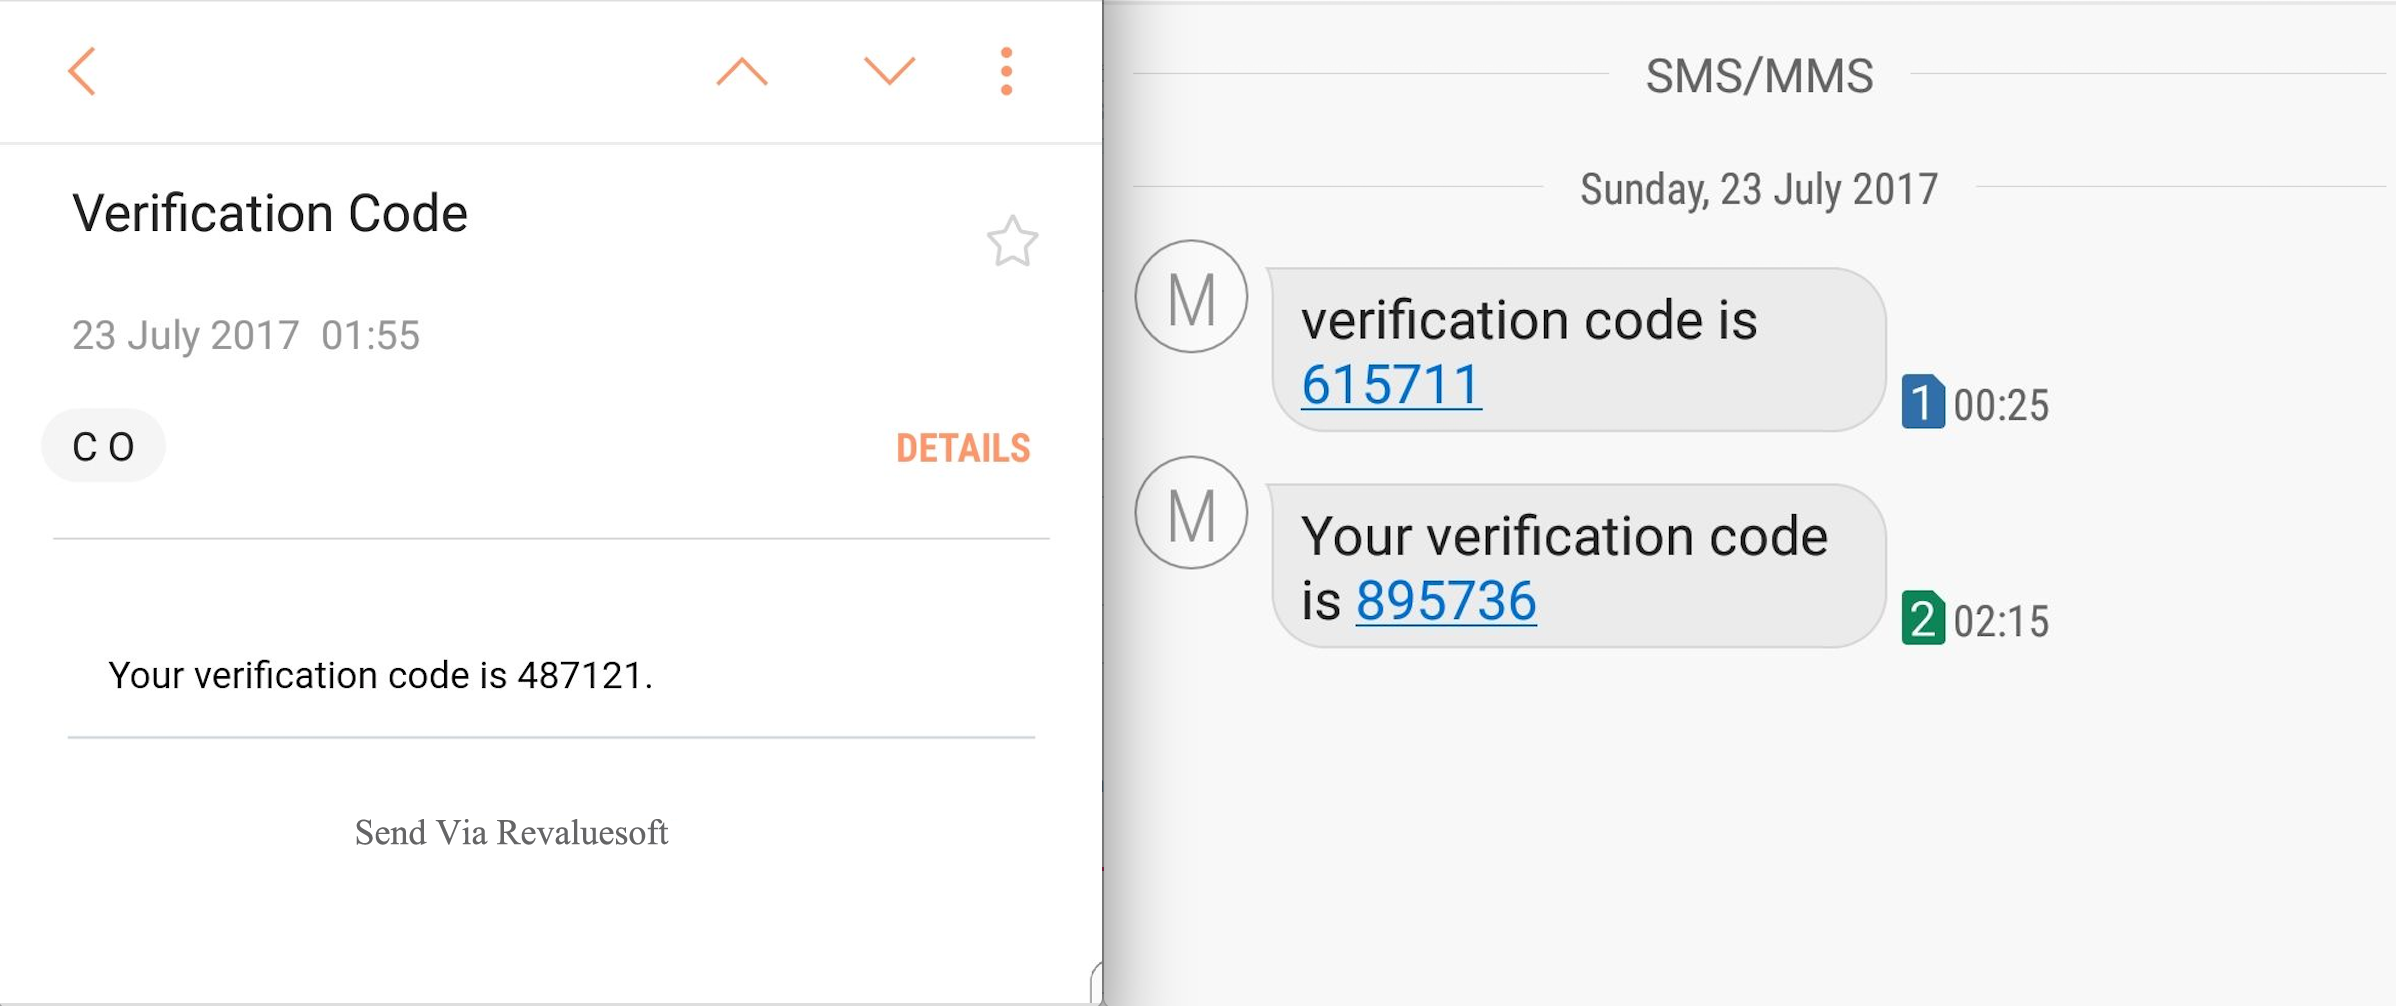 Verification Code
23 July 2017 01:55
C O
DETAILS
Your verification code is 487121.
Send Via Revaluesoft
SMS/MMS
Sunday, 23 July 2017
M
verification code is
615711
1 00:25
M
Your verification code
is 895736
2 02:15